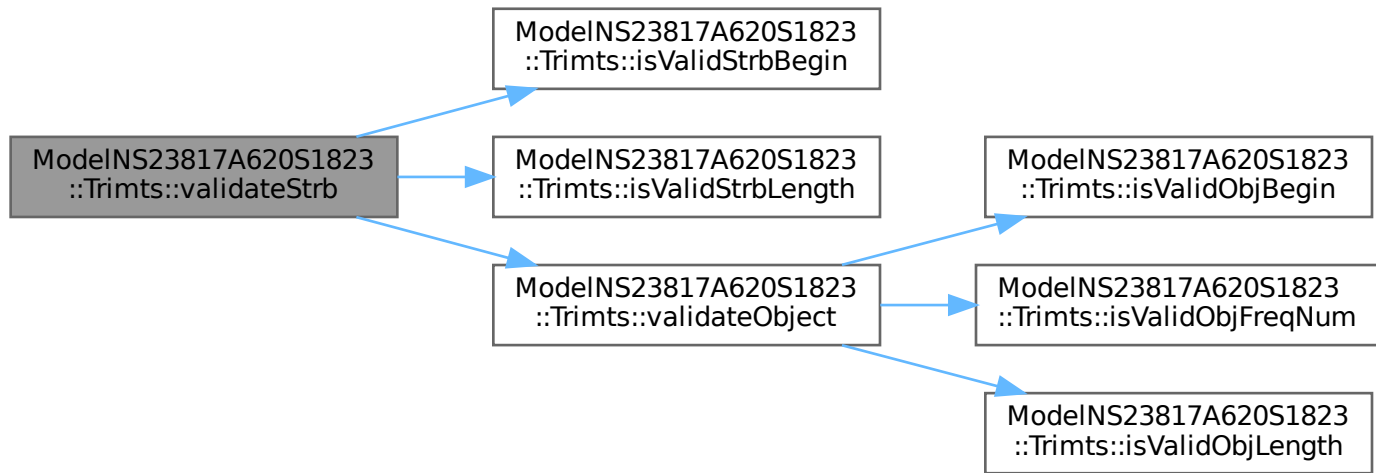 ModelNS23817A620S1823
::Trimts::validateStrb
ModelNS23817A620S1823
::Trimts::isValidStrbBegin
ModelNS23817A620S1823
::Trimts::isValidStrbLength
ModelNS23817A620S1823
::Trimts::validateObject
ModelNS23817A620S1823
::Trimts::isValidObjBegin
ModelNS23817A620S1823
::Trimts::isValidObjFreqNum
ModelNS23817A620S1823
::Trimts::isValidObjLength